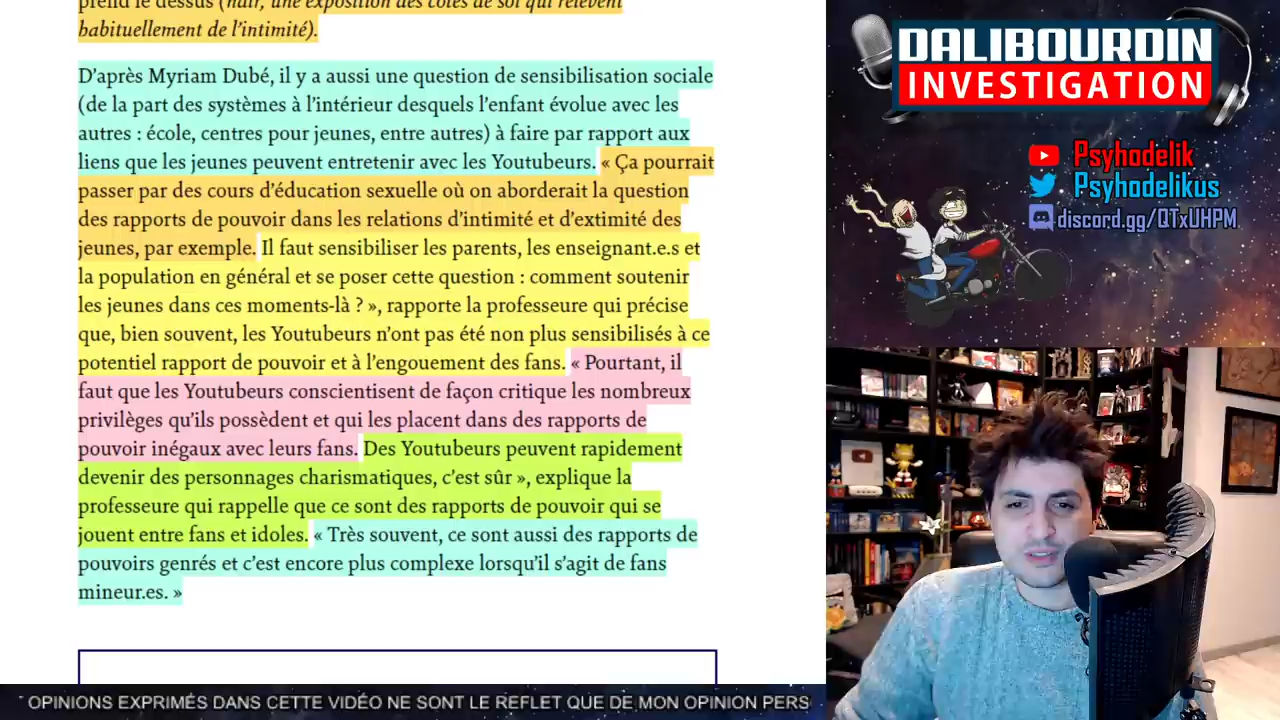 prend le dessus (ndlr, une exposition des côtés de soi qui relèvent
habituellement de l'intimité).
D'après Myriam Dubé, il y a aussi une question de sensibilisation sociale
(de la part des systèmes à l'intérieur desquels l'enfant évolue avec les
autres : école, centres pour jeunes, entre autres) à faire par rapport aux
liens que les jeunes peuvent entretenir avec les Youtubeurs. « Ça pourrait
passer par des cours d'éducation sexuelle où on aborderait la question
des rapports de pouvoir dans les relations d'intimité et d'extimité des
jeunes, par exemple. Il faut sensibiliser les parents, les enseignant.e.s et
la population en général et se poser cette question : comment soutenir
les jeunes dans ces moments-là ? », rapporte la professeure qui précise
que, bien souvent, les Youtubeurs n'ont pas été non plus sensibilisés à ce
potentiel rapport de pouvoir et à l'engouement des fans. « Pourtant, il
faut que les Youtubeurs conscientisent de façon critique les nombreux
privilèges qu'ils possèdent et qui les placent dans des rapports de
pouvoir inégaux avec leurs fans. Des Youtubeurs peuvent rapidement
devenir des personnages charismatiques, c'est sûr », explique la
professeure qui rappelle que ce sont des rapports de pouvoir qui se
jouent entre fans et idoles. « Très souvent, ce sont aussi des rapports de
pouvoirs genrés et c'est encore plus complexe lorsqu'il s'agit de fans
mineur.es. »
DALIBOURDIN
INVESTIGATION
Psyhodelik
Psyhodelikus
discord.gg/QTxUHPM
OPINIONS EXPRIMÉS DANS CETTE VIDÉO NE SONT LE REFLET QUE DE MON OPINION PERS